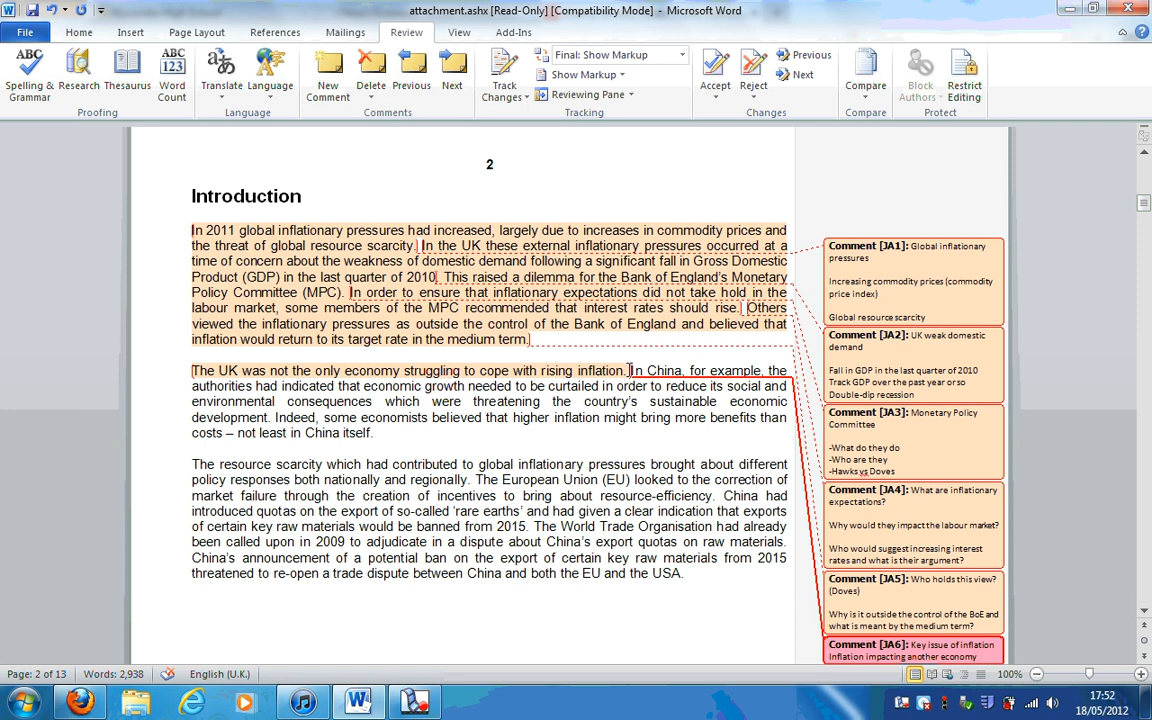 attachment.ashx [Read-Only] [Compatibility Mode] - Microsoft Word
File Home Insert Page Layout References Mailings Review View Add-Ins
Spelling & Grammar
Research
Thesaurus
Word Count
Translate
Language
New Comment
Delete
Previous
Next
Track Changes
Final: Show Markup
Show Markup
Reviewing Pane
Accept
Reject
Previous
Next
Compare
Block Authors
Restrict Editing
Proofing
Language
Comments
Tracking
Changes
Compare
Protect
2
Introduction
In 2011 global inflationary pressures had increased, largely due to increases in commodity prices and
the threat of global resource scarcity. In the UK these external inflationary pressures occurred at a
time of concern about the weakness of domestic demand following a significant fall in Gross Domestic
Product (GDP) in the last quarter of 2010. This raised a dilemma for the Bank of England's Monetary
Policy Committee (MPC). In order to ensure that inflationary expectations did not take hold in the
labour market, some members of the MPC recommended that interest rates should rise. Others
viewed the inflationary pressures as outside the control of the Bank of England and believed that
inflation would return to its target rate in the medium term.
The UK was not the only economy struggling to cope with rising inflation. In China, for example, the
authorities had indicated that economic growth needed to be curtailed in order to reduce its social and
environmental consequences which were threatening the country's sustainable economic
development. Indeed, some economists believed that higher inflation might bring more benefits than
costs – not least in China itself.
The resource scarcity which had contributed to global inflationary pressures brought about different
policy responses both nationally and regionally. The European Union (EU) looked to the correction of
market failure through the creation of incentives to bring about resource-efficiency. China had
introduced quotas on the export of so-called 'rare earths' and had given a clear indication that exports
of certain key raw materials would be banned from 2015. The World Trade Organisation had already
been called upon in 2009 to adjudicate in a dispute about China's export quotas on raw materials.
China's announcement of a potential ban on the export of certain key raw materials from 2015
threatened to re-open a trade dispute between China and both the EU and the USA.
Comment [JA1]: Global inflationary
pressures
Increasing commodity prices (commodity
price index)
Global resource scarcity
Comment [JA2]: UK weak domestic
demand
Fall in GDP in the last quarter of 2010
Track GDP over the past year or so
Double-dip recession
Comment [JA3]: Monetary Policy
Committee
-What do they do
-Who are they
-Hawks vs Doves
Comment [JA4]: What are inflationary
expectations?
Why would they impact the labour market?
Who would suggest increasing interest
rates and what is their argument?
Comment [JA5]: Who holds this view?
(Doves)
Why is it outside the control of the BoE and
what is meant by the medium term?
Comment [JA6]: Key issue of inflation
Inflation impacting another economy
Page: 2 of 13 Words: 2,938 English (U.K.) 100%
17:52
18/05/2012